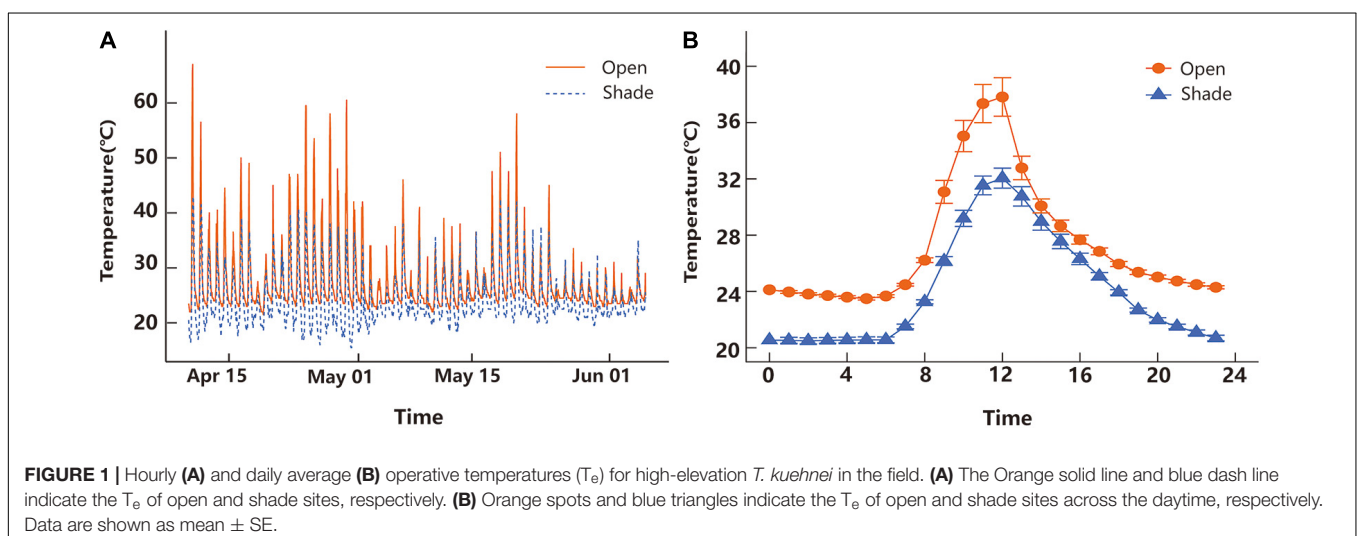 A
Temperature(℃)
60
50
40
30
20
Open
Shade
Apr 15
May 01
May 15
Jun 01
Time
B
Temperature(℃)
40
36
32
28
24
20
Open
Shade
0
4
8
12
16
20
24
Time
FIGURE 1 | Hourly (A) and daily average (B) operative temperatures (Te) for high-elevation T. kuehnei in the field. (A) The Orange solid line and blue dash line
indicate the Te of open and shade sites, respectively. (B) Orange spots and blue triangles indicate the Te of open and shade sites across the daytime, respectively.
Data are shown as mean ± SE.